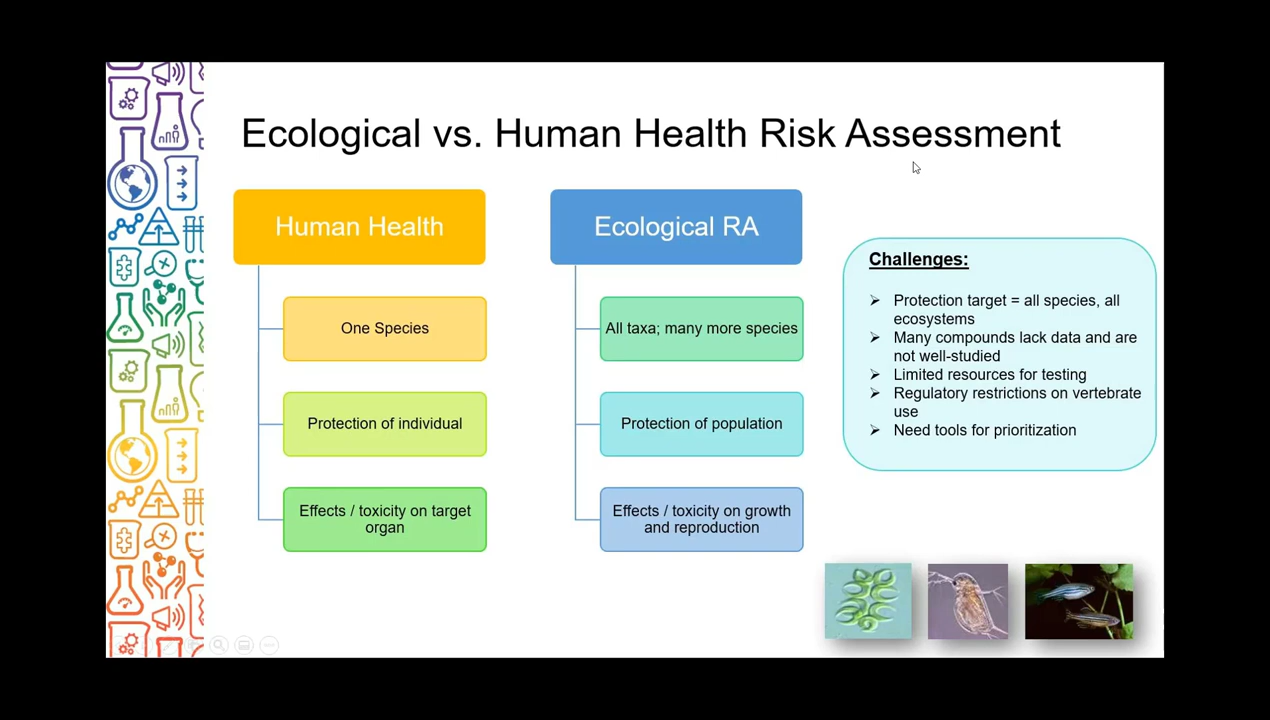 Ecological vs. Human Health Risk Assessment
Human Health
One Species
Protection of individual
Effects / toxicity on target
organ
Ecological RA
All taxa; many more species
Protection of population
Effects / toxicity on growth
and reproduction
Challenges:
➢ Protection target = all species, all
ecosystems
➢ Many compounds lack data and are
not well-studied
➢ Limited resources for testing
➢ Regulatory restrictions on vertebrate
use
➢ Need tools for prioritization